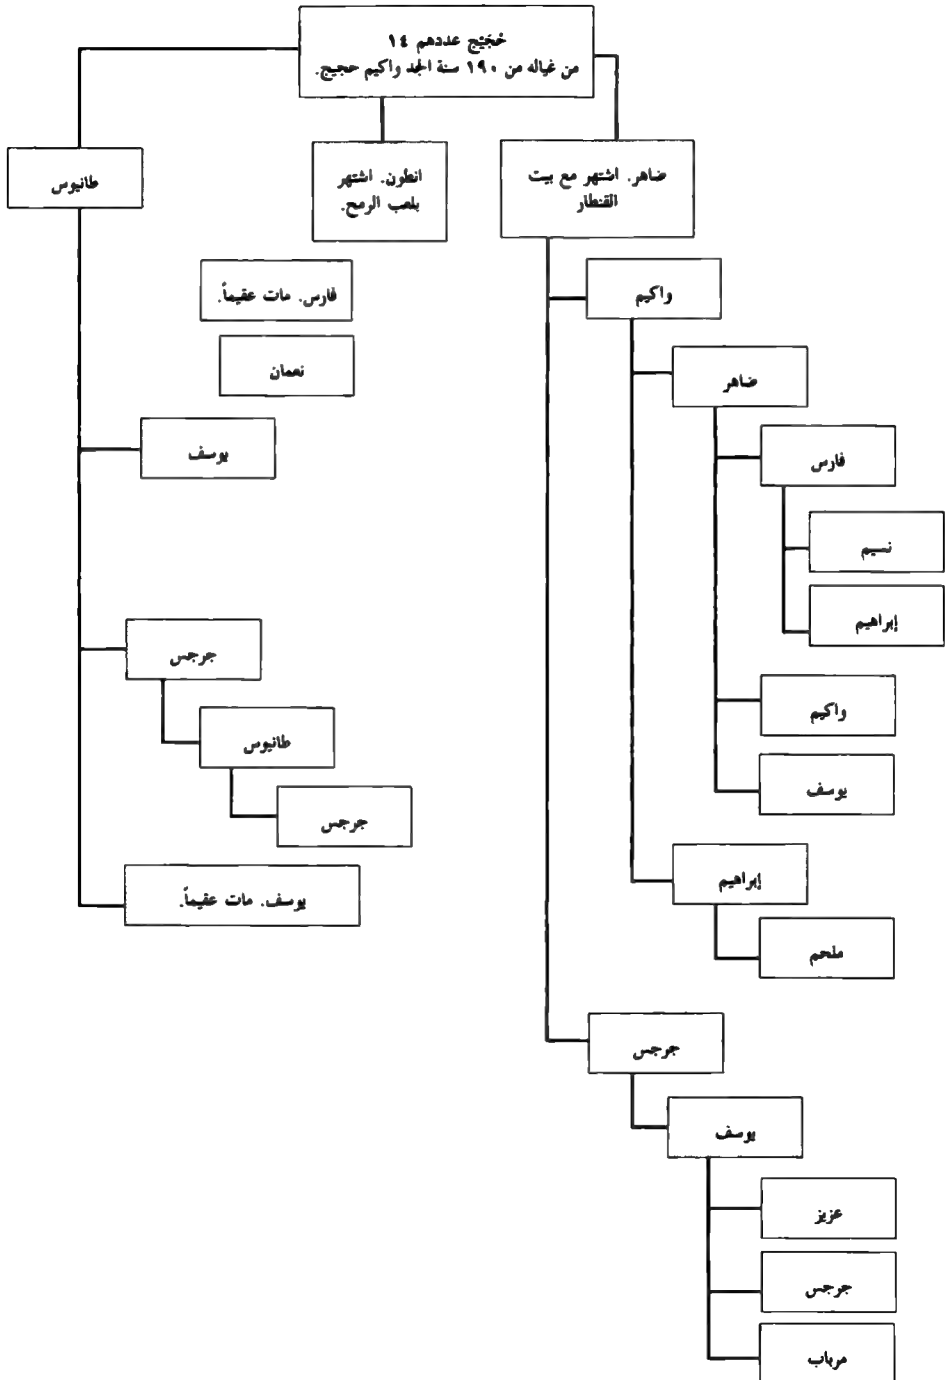 حُجَيْج عددهم ١٤
من غباله من ١٩٠ سنة الجد واكيم حجيج.
ضاهر. اشتهر مع بيت
القنطار
انطون. اشتهر
بلعب الرمح.
طانيوس
واكيم
ضاهر
فارس
نسيم
إبراهيم
واكيم
يوسف
إبراهيم
ملحم
جرجس
يوسف
عزيز
جرجس
مرباب
فارس. مات عقيماً.
نعمان
يوسف
جرجس
طانيوس
جرجس
يوسف. مات عقيماً.